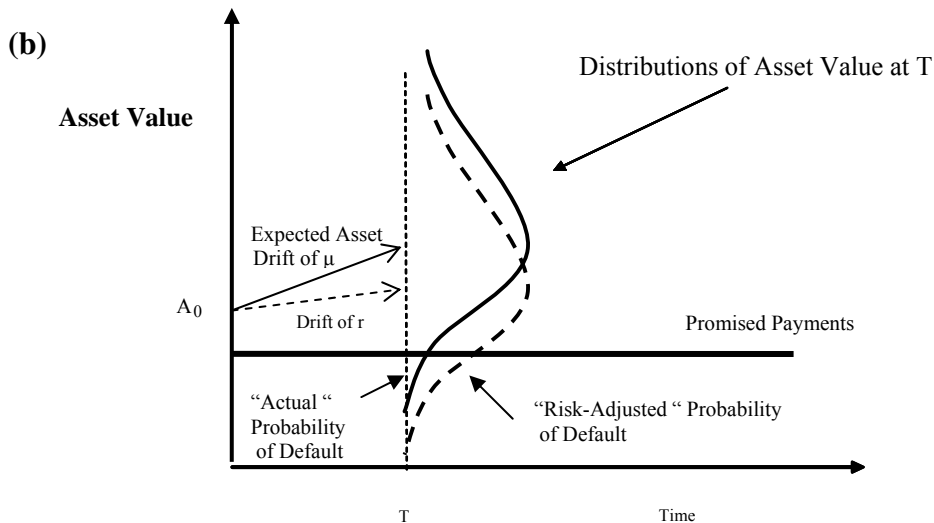 (b)
Distributions of Asset Value at T
Asset Value
Expected Asset
Drift of μ
A0
Drift of r
Promised Payments
“Actual “
Probability
of Default
“Risk-Adjusted “ Probability
of Default
T
Time